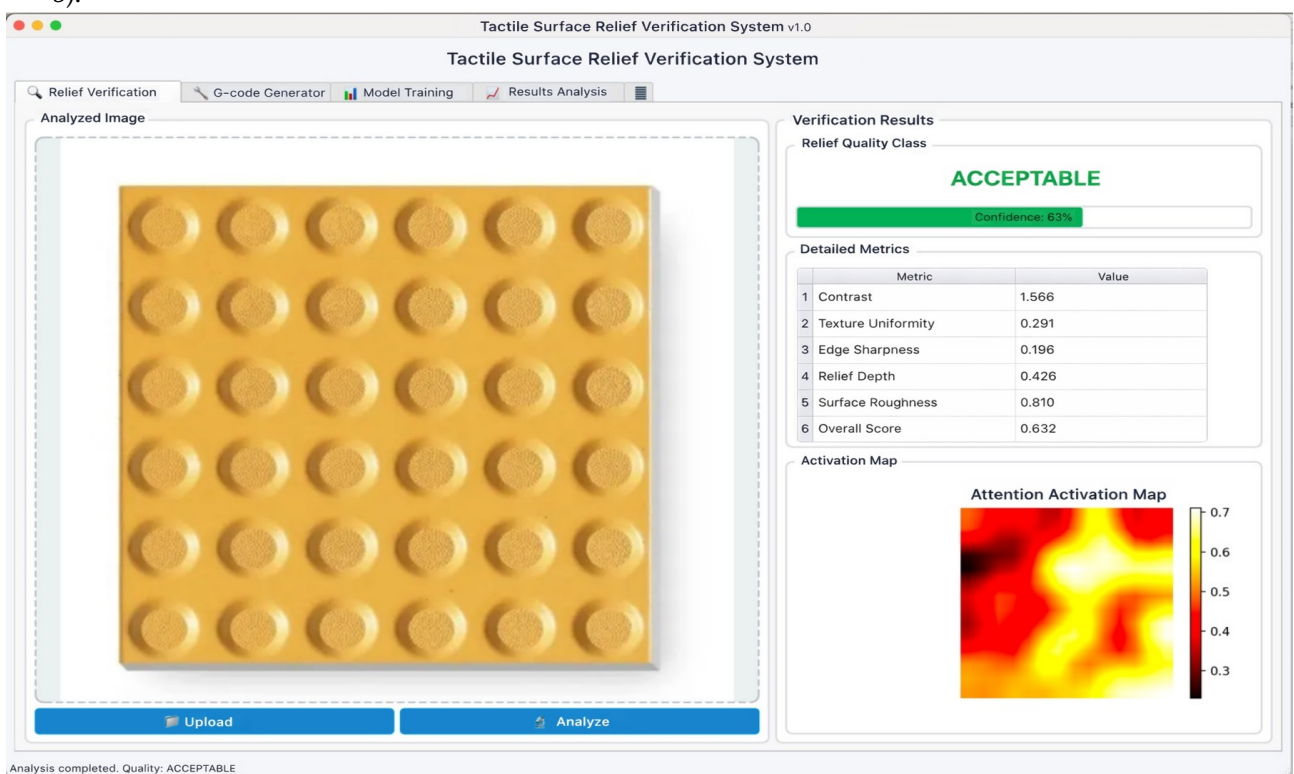 Tactile Surface Relief Verification System v1.0
Tactile Surface Relief Verification System
Relief Verification G-code Generator Model Training Results Analysis
Analyzed Image
Verification Results
Relief Quality Class
ACCEPTABLE
Confidence: 63%
Detailed Metrics
Metric Value
1 Contrast 1.566
2 Texture Uniformity 0.291
3 Edge Sharpness 0.196
4 Relief Depth 0.426
5 Surface Roughness 0.810
6 Overall Score 0.632
Activation Map
Attention Activation Map
0.7
0.6
0.5
0.4
0.3
Upload Analyze
Analysis completed. Quality: ACCEPTABLE